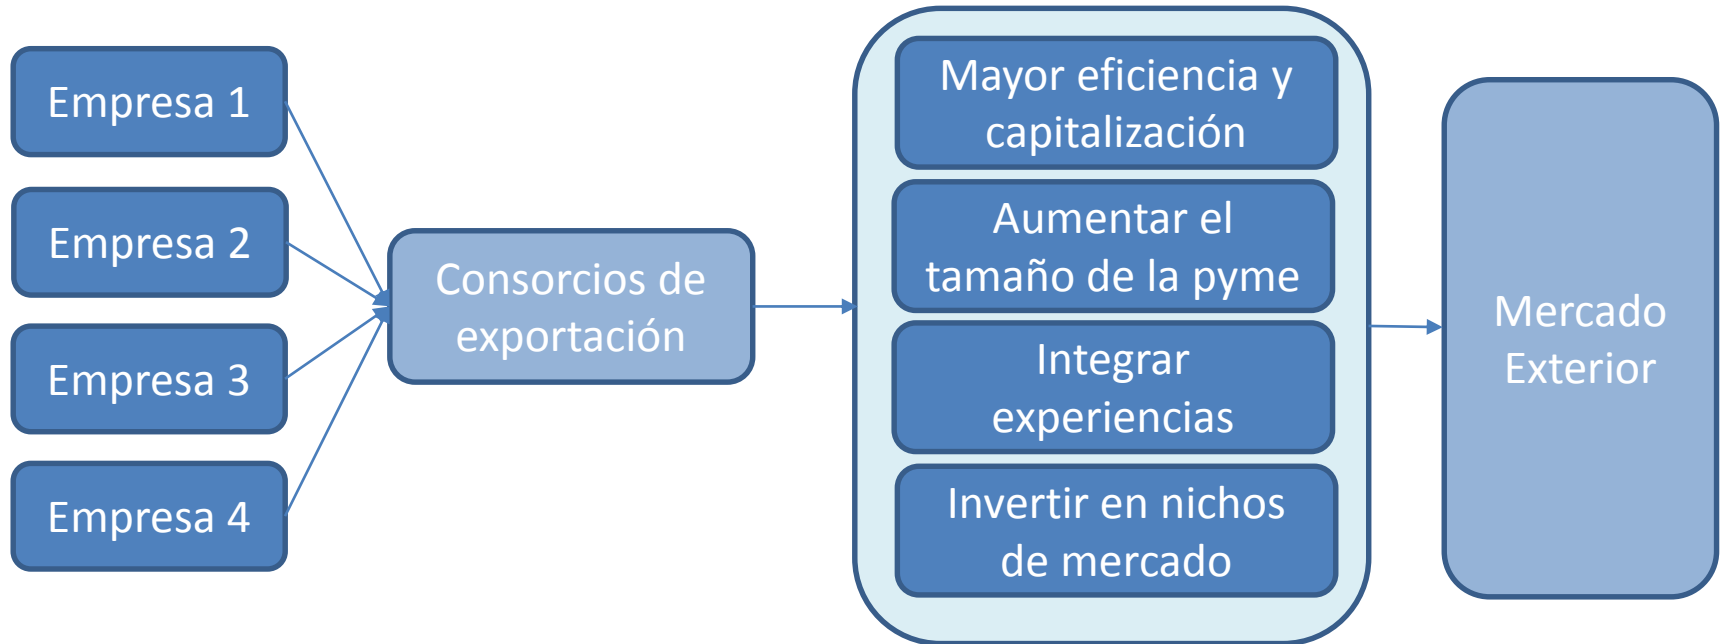 Empresa 1
Empresa 2
Empresa 3
Empresa 4
Consorcios de
exportación
Mayor eficiencia y
capitalización
Aumentar el
tamaño de la pyme
Integrar
experiencias
Invertir en nichos
de mercado
Mercado
Exterior